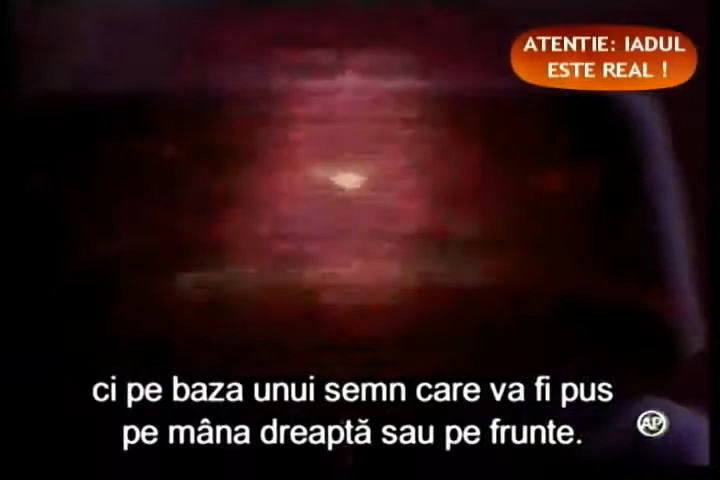 ATENTIE: IADUL
ESTE REAL !
ci pe baza unui semn care va fi pus
pe mâna dreaptă sau pe frunte.
AP